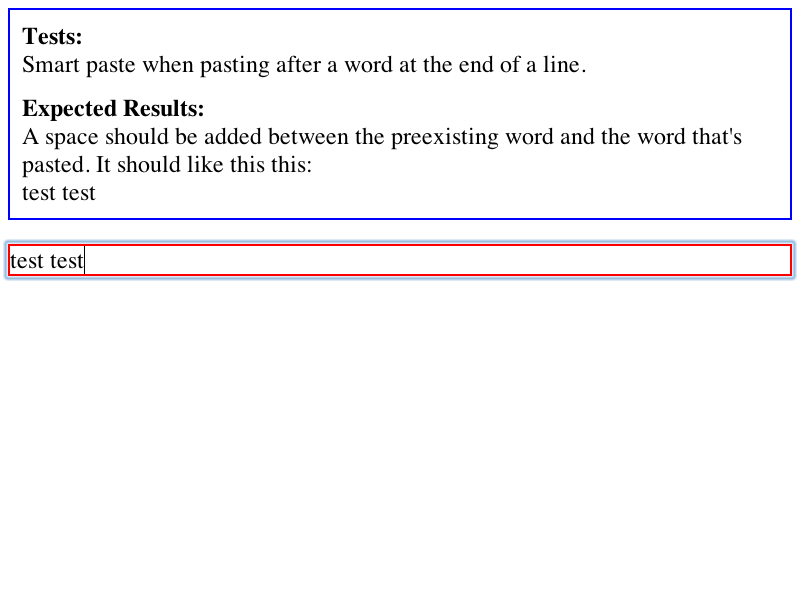 Tests:
Smart paste when pasting after a word at the end of a line.
Expected Results:
A space should be added between the preexisting word and the word that's
pasted. It should like this this:
test test
test test